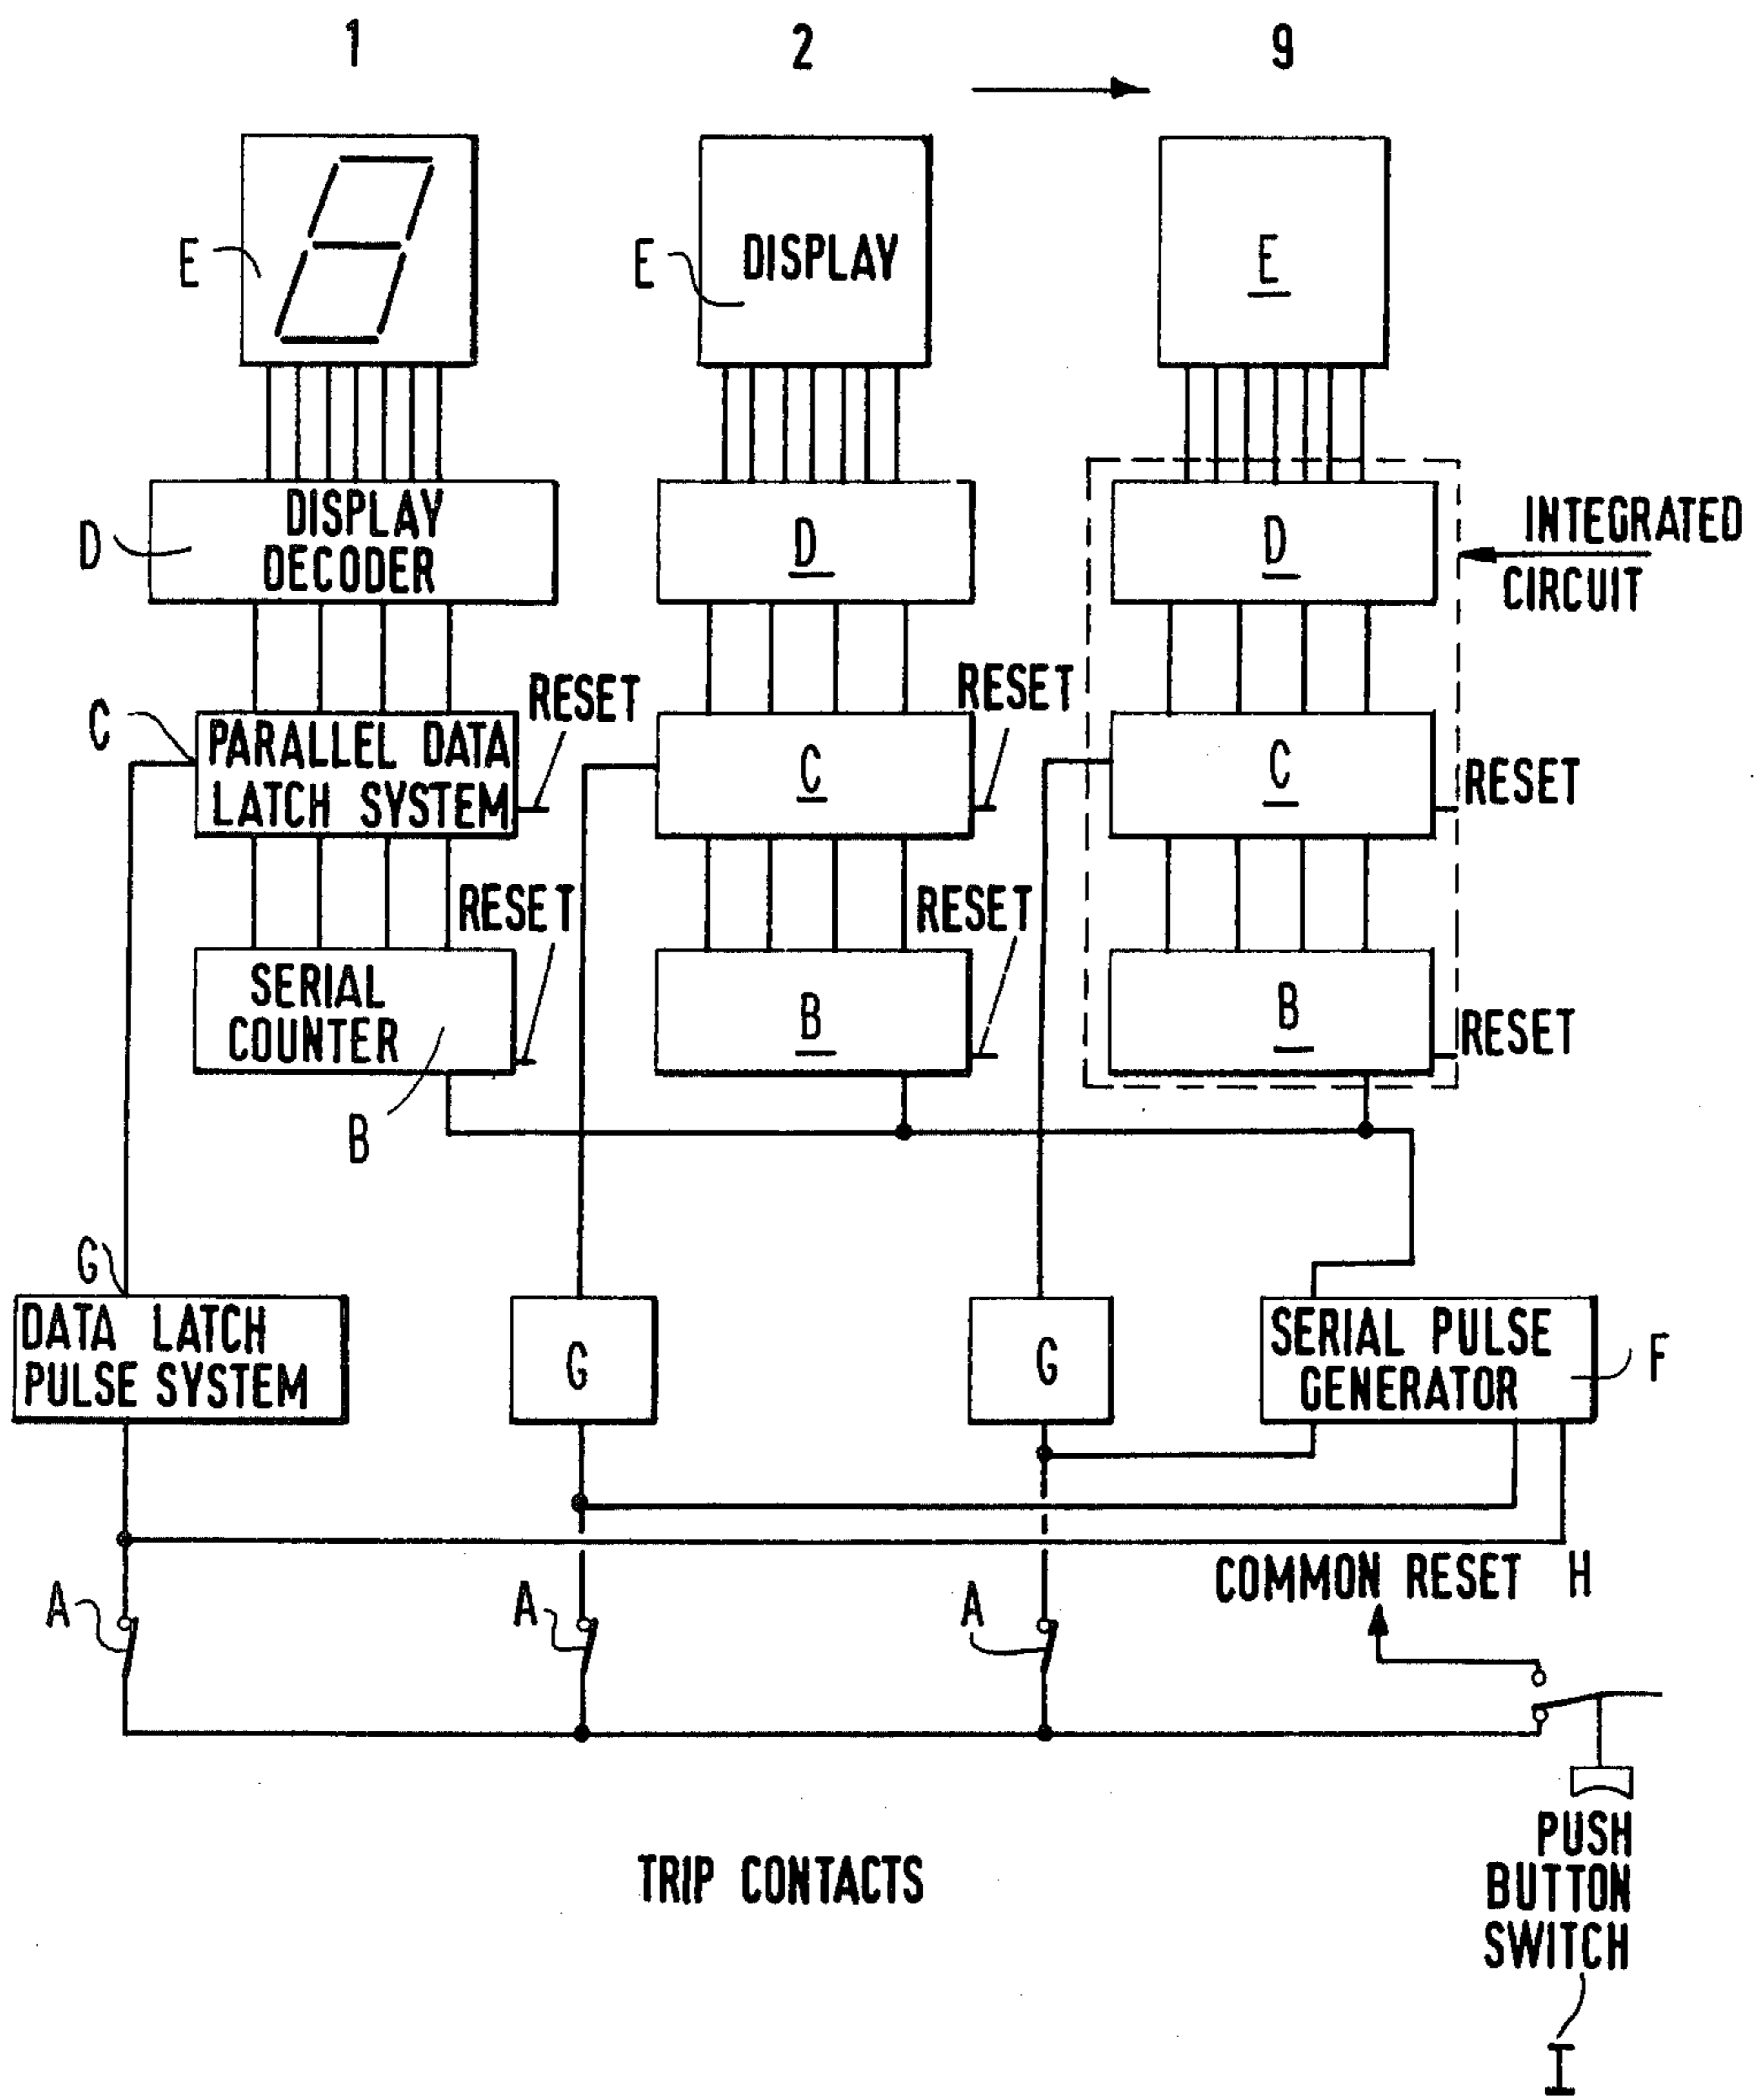 1 2 9
E E DISPLAY E
D DISPLAY D D INTEGRATED
DECODER CIRCUIT
RESET RESET
C PARALLEL DATA C C RESET
LATCH SYSTEM
RESET RESET
SERIAL B B RESET
COUNTER
B
G
DATA LATCH G G SERIAL PULSE F
PULSE SYSTEM GENERATOR
COMMON RESET H
A A A
PUSH
TRIP CONTACTS BUTTON
SWITCH
I